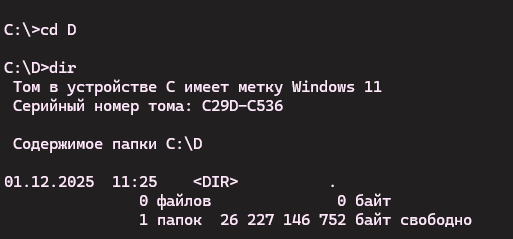 C:\>cd D
C:\D>dir
Том в устройстве C имеет метку Windows 11
Серийный номер тома: C29D-C536
Содержимое папки C:\D
01.12.2025  11:25    <DIR>          .
0 файлов              0 байт
1 папок  26 227 146 752 байт свободно